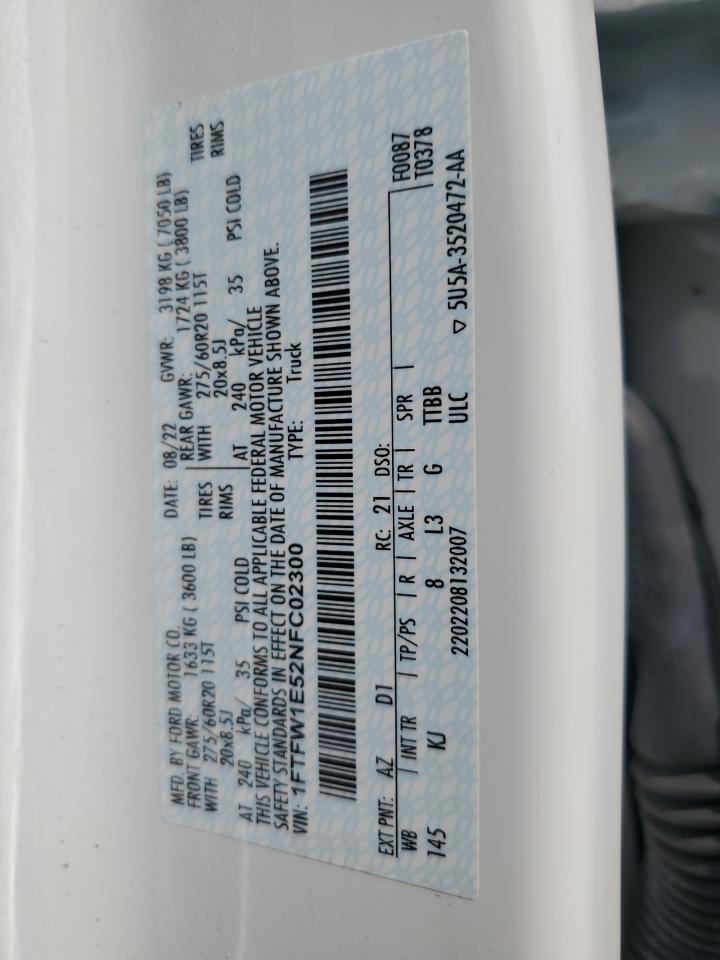 MFD. BY FORD MOTOR CO. DATE: 08/22 GVWR: 3198 KG ( 7050 LB)
FRONT GAWR: 1633 KG ( 3600 LB) REAR GAWR: 1724 KG ( 3800 LB)
WITH 275/60R20 115T TIRES WITH 275/60R20 115T TIRES
20x8.5J RIMS 20x8.5J RIMS
AT 240 kPa/ 35 PSI COLD AT 240 kPa/ 35 PSI COLD
THIS VEHICLE CONFORMS TO ALL APPLICABLE FEDERAL MOTOR VEHICLE
SAFETY STANDARDS IN EFFECT ON THE DATE OF MANUFACTURE SHOWN ABOVE.
VIN: 1FTFW1E52NFC02300 TYPE: Truck
EXT PNT: AZ D1 RC: 21 DSO: F0087
WB | INT TR | TP/PS | R | AXLE | TR | SPR | T0378
145 KJ 8 L3 G TTBB
2202208132007 ULC ▽ 5U5A-3520472-AA